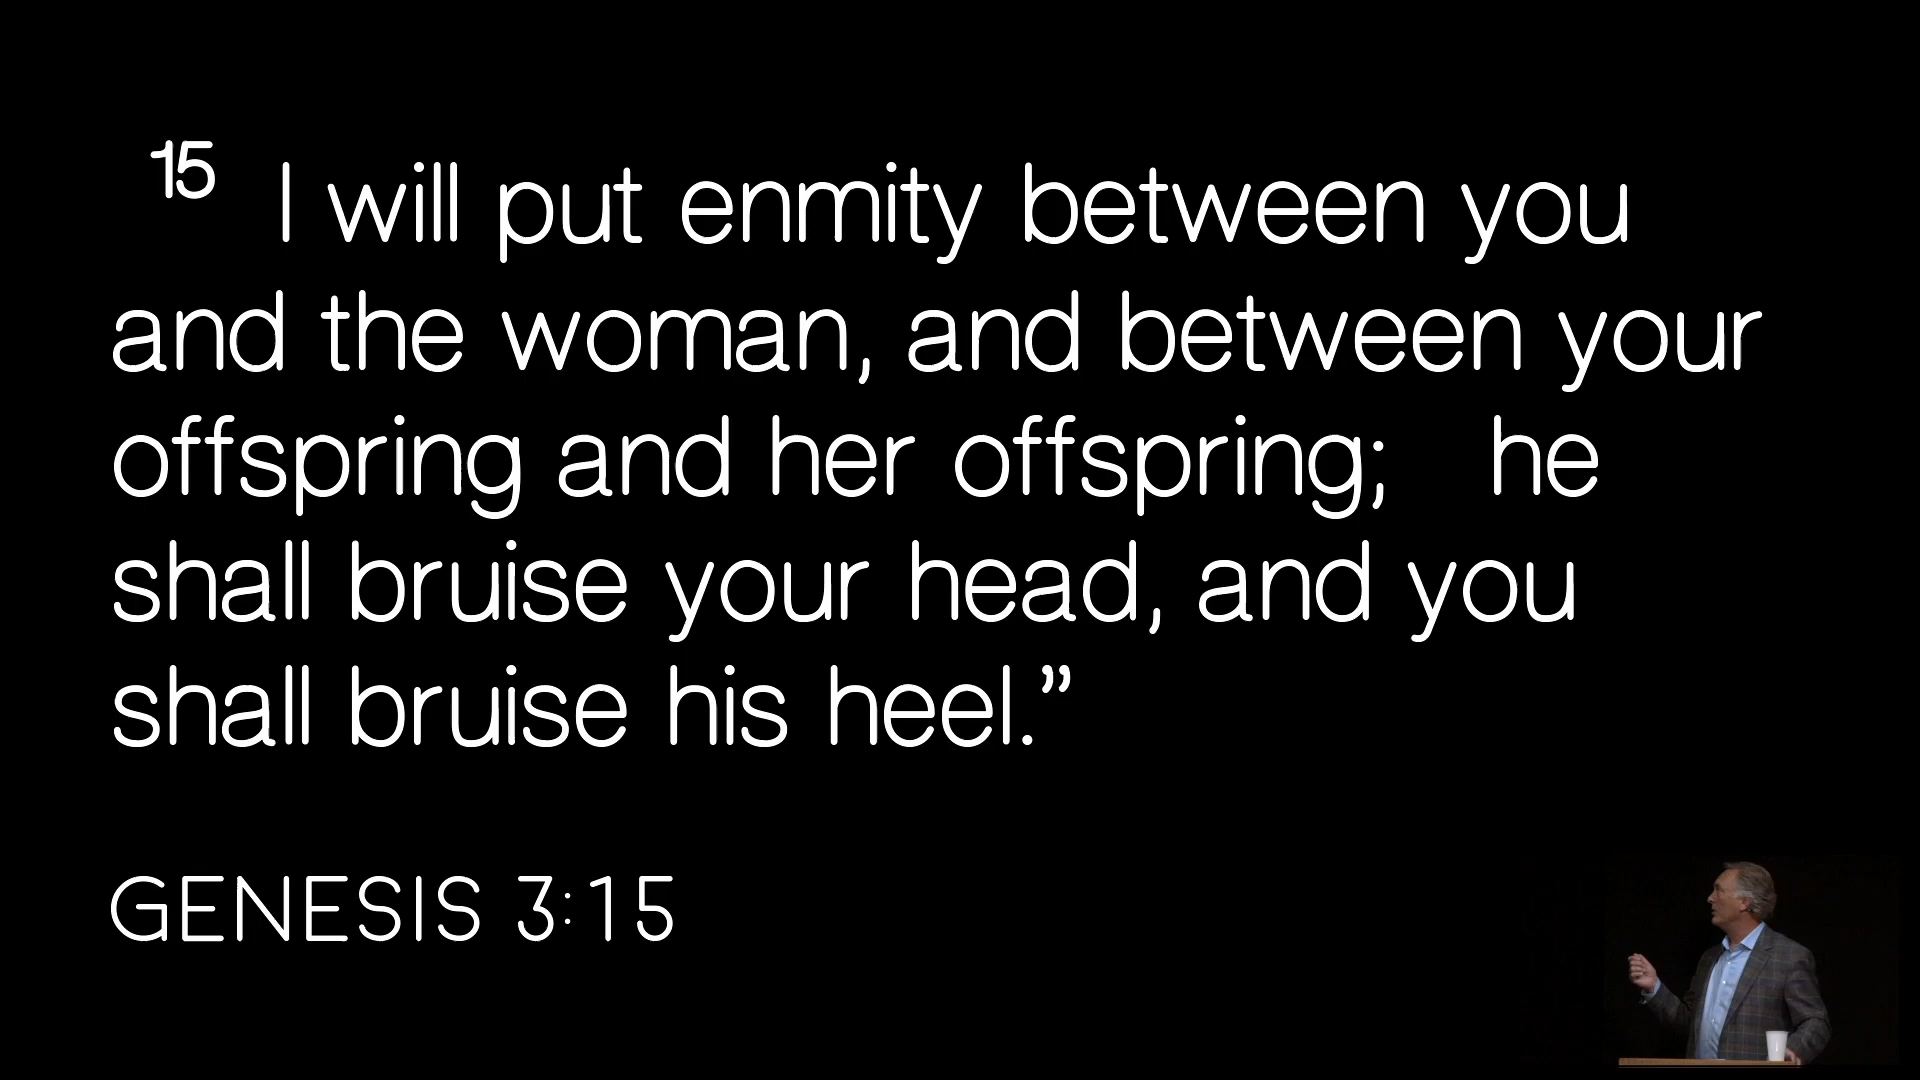 15 I will put enmity between you
and the woman, and between your
offspring and her offspring; he
shall bruise your head, and you
shall bruise his heel.”
GENESIS 3:15